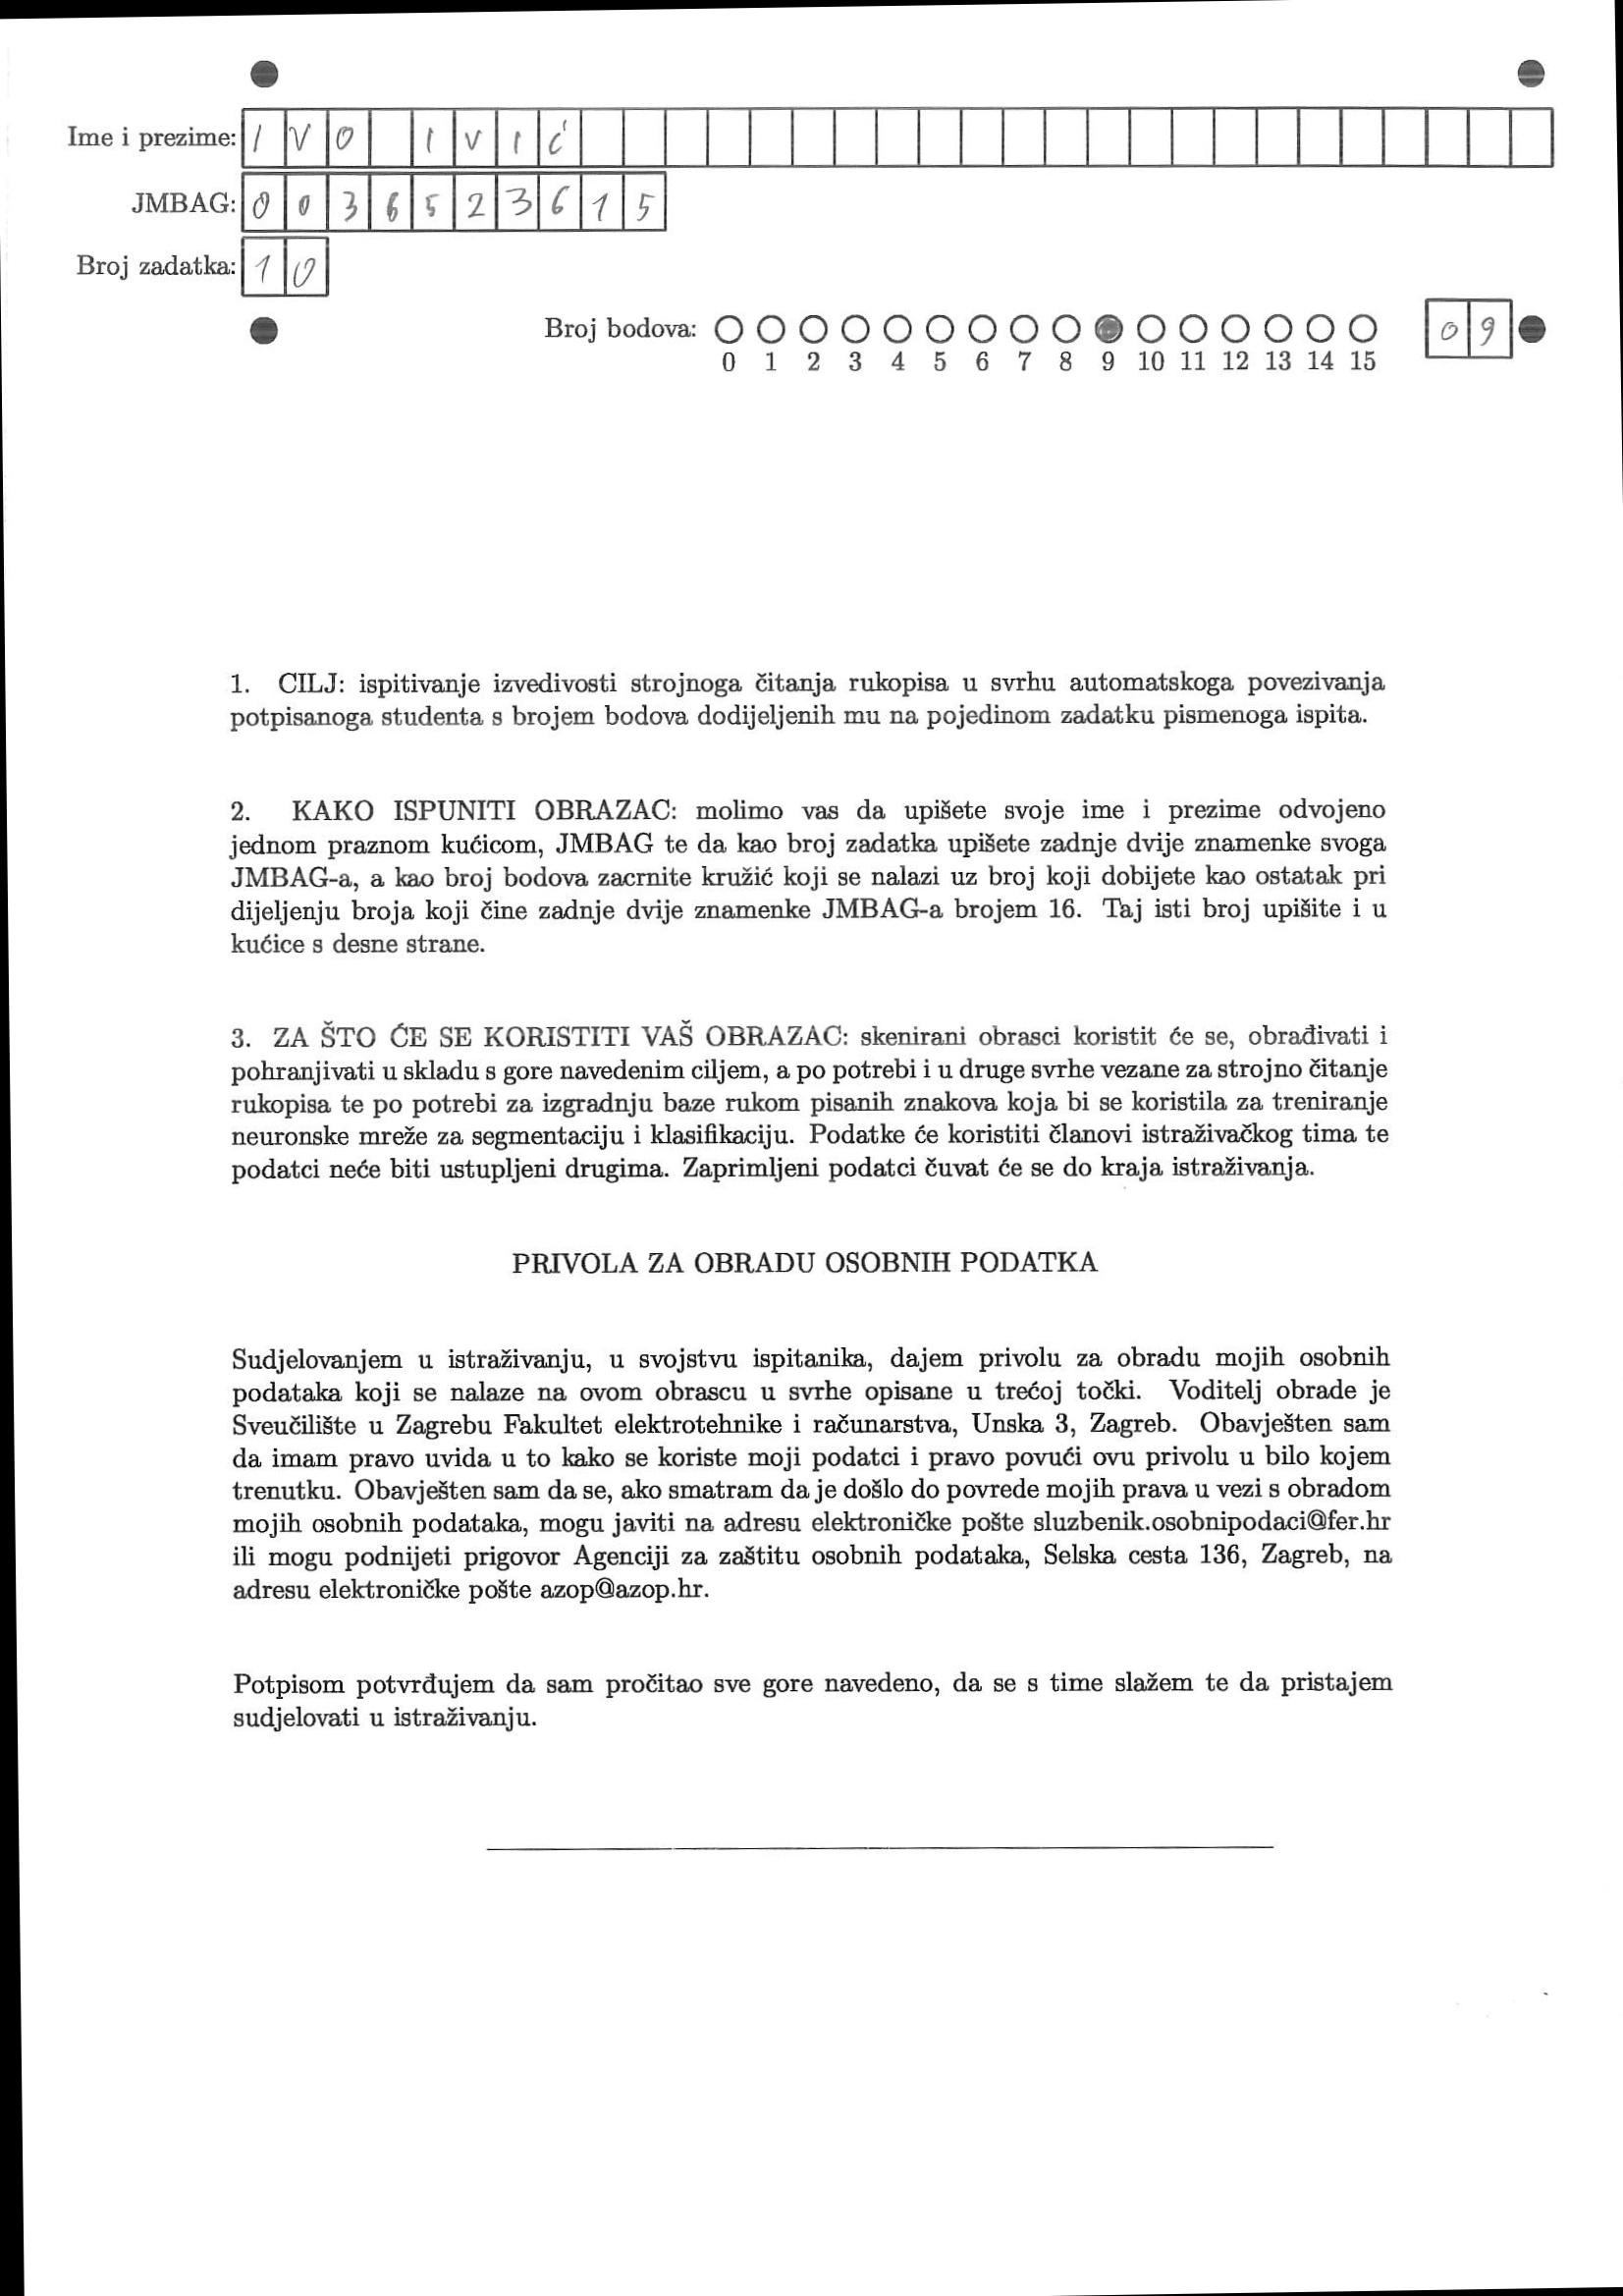 Ime i prezime: IVO IVIĆ
JMBAG: 0036523615
Broj zadatka: 10
Broj bodova: 09
0 1 2 3 4 5 6 7 8 9 10 11 12 13 14 15
1. CILJ: ispitivanje izvedivosti strojnoga čitanja rukopisa u svrhu automatskoga povezivanja
potpisanoga studenta s brojem bodova dodijeljenih mu na pojedinom zadatku pismenoga ispita.
2. KAKO ISPUNITI OBRAZAC: molimo vas da upišete svoje ime i prezime odvojeno
jednom praznom kućicom, JMBAG te da kao broj zadatka upišete zadnje dvije znamenke svoga
JMBAG-a, a kao broj bodova zacrnite kružić koji se nalazi uz broj koji dobijete kao ostatak pri
dijeljenju broja koji čine zadnje dvije znamenke JMBAG-a brojem 16. Taj isti broj upišite i u
kućice s desne strane.
3. ZA ŠTO ĆE SE KORISTITI VAŠ OBRAZAC: skenirani obrasci koristit će se, obrađivati i
pohranjivati u skladu s gore navedenim ciljem, a po potrebi i u druge svrhe vezane za strojno čitanje
rukopisa te po potrebi za izgradnju baze rukom pisanih znakova koja bi se koristila za treniranje
neuronske mreže za segmentaciju i klasifikaciju. Podatke će koristiti članovi istraživačkog tima te
podatci neće biti ustupljeni drugima. Zaprimljeni podatci čuvat će se do kraja istraživanja.
PRIVOLA ZA OBRADU OSOBNIH PODATKA
Sudjelovanjem u istraživanju, u svojstvu ispitanika, dajem privolu za obradu mojih osobnih
podataka koji se nalaze na ovom obrascu u svrhe opisane u trećoj točki. Voditelj obrade je
Sveučilište u Zagrebu Fakultet elektrotehnike i računarstva, Unska 3, Zagreb. Obavješten sam
da imam pravo uvida u to kako se koriste moji podatci i pravo povući ovu privolu u bilo kojem
trenutku. Obavješten sam da se, ako smatram da je došlo do povrede mojih prava u vezi s obradom
mojih osobnih podataka, mogu javiti na adresu elektroničke pošte sluzbenik.osobnipodaci@fer.hr
ili mogu podnijeti prigovor Agenciji za zaštitu osobnih podataka, Selska cesta 136, Zagreb, na
adresu elektroničke pošte azop@azop.hr.
Potpisom potvrđujem da sam pročitao sve gore navedeno, da se s time slažem te da pristajem
sudjelovati u istraživanju.